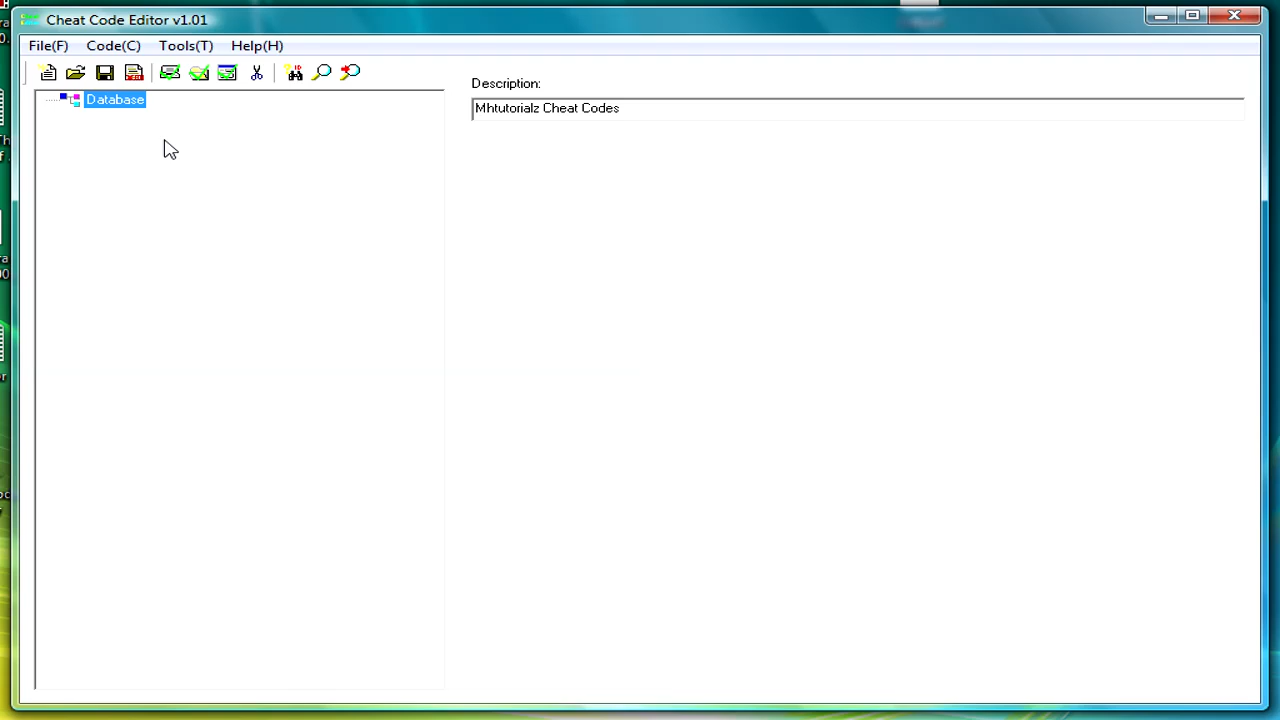 Cheat Code Editor v1.01
File(F) Code(C) Tools(T) Help(H)
Description:
Database
Mhtutorialz Cheat Codes